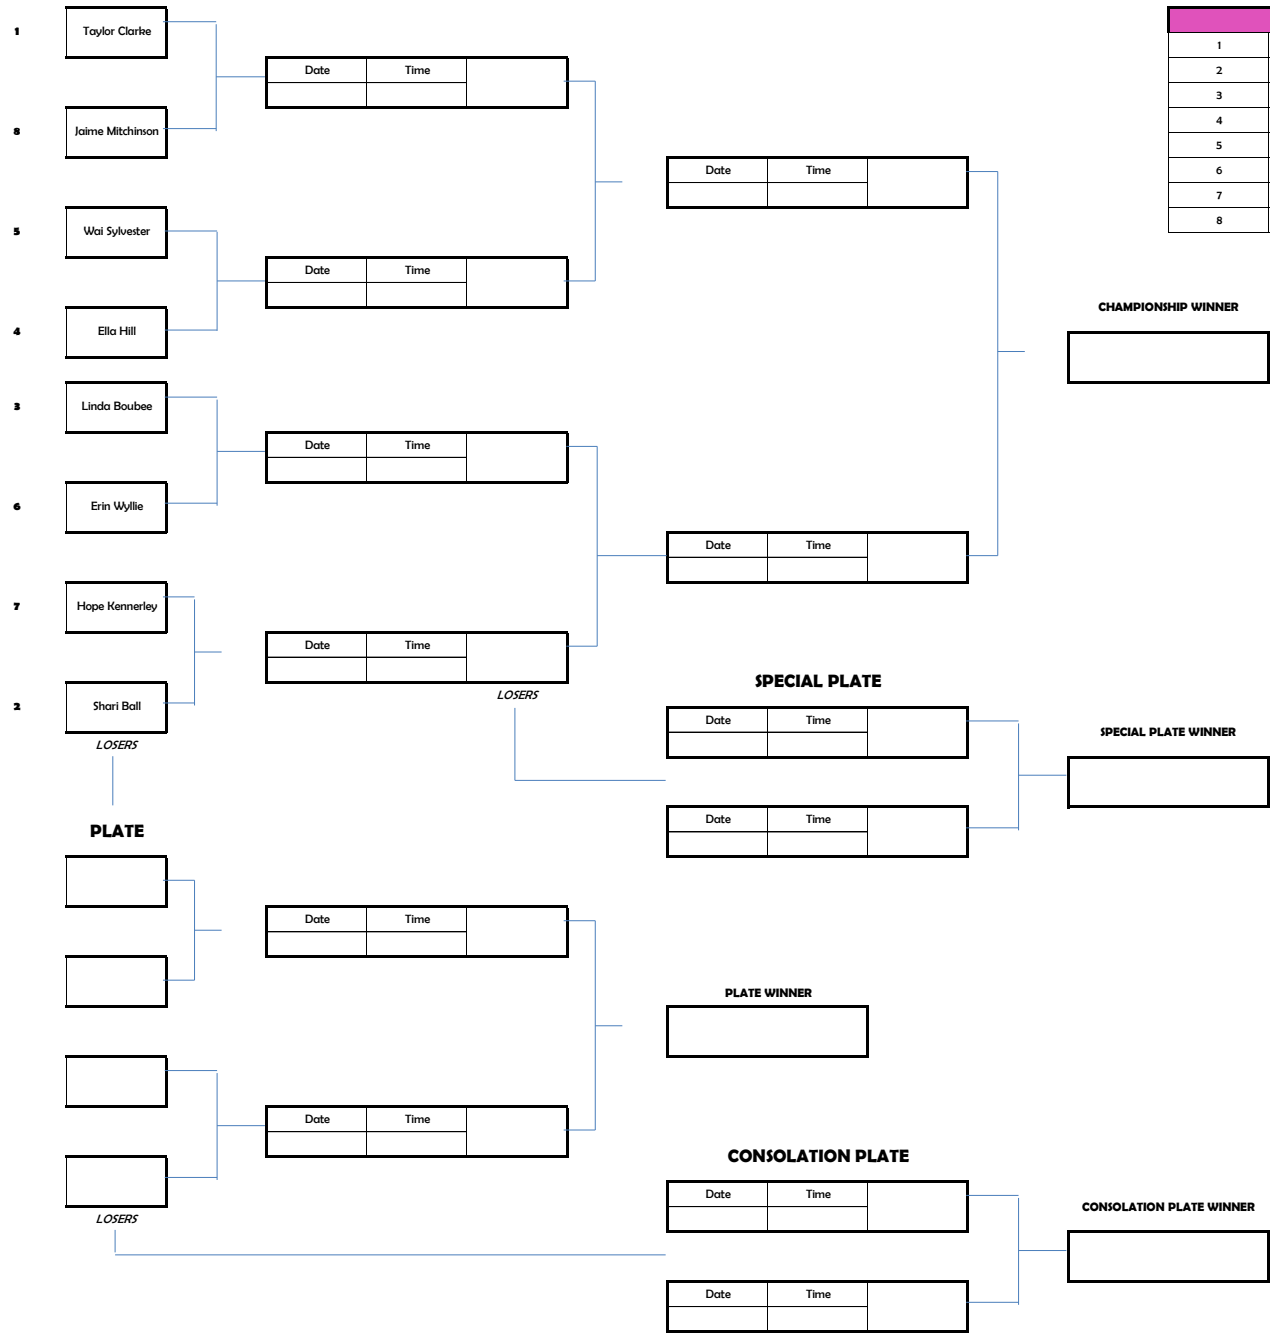 1 Taylor Clarke
1
Date Time
2
3
8 Jaime Mitchinson
4
5
Date Time
6
7
8
5 Wai Sylvester
Date Time
CHAMPIONSHIP WINNER
4 Ella Hill
3 Linda Boubee
Date Time
6 Erin Wyllie
Date Time
7 Hope Kennerley
Date Time
SPECIAL PLATE
LOSERS
2 Shari Ball
Date Time
SPECIAL PLATE WINNER
LOSERS
Date Time
PLATE
Date Time
PLATE WINNER
Date Time
CONSOLATION PLATE
Date Time
CONSOLATION PLATE WINNER
LOSERS
Date Time